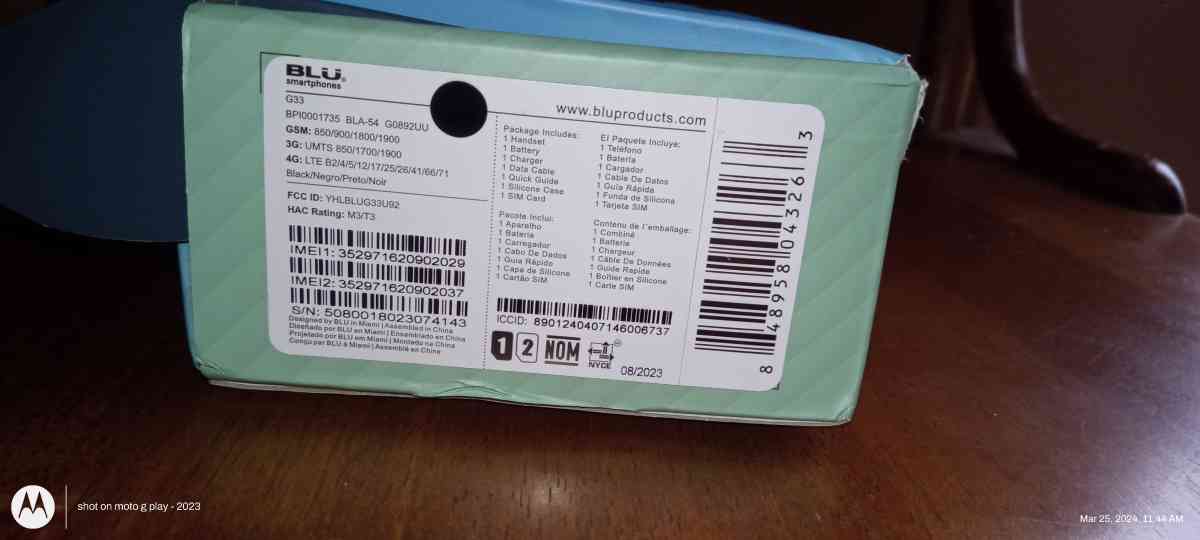 BLU®
smartphones
G33
BPI0001735 BLA-54 G0892UU
GSM: 850/900/1800/1900
3G: UMTS 850/1700/1900
4G: LTE B2/4/5/12/17/25/26/41/66/71
Black/Negro/Preto/Noir
FCC ID: YHLBLUG33U92
HAC Rating: M3/T3
IMEI1: 352971620902029
IMEI2: 352971620902037
S/N: 5080018023074143
Designed by BLU in Miami | Assembled in China
Diseñado por BLU en Miami | Ensamblado en China
Projetado por BLU em Miami | Montado na China
Conçu par BLU à Miami | Assemblé en China
www.bluproducts.com
Package Includes:
1 Handset
1 Battery
1 Charger
1 Data Cable
1 Quick Guide
1 Silicone Case
1 SIM Card
El Paquete Incluye:
1 Teléfono
1 Batería
1 Cargador
1 Cable De Datos
1 Guía Rápida
1 Funda de Silicona
1 Tarjeta SIM
Pacote Inclui:
1 Aparelho
1 Bateria
1 Carregador
1 Cabo De Dados
1 Guia Rápido
1 Capa de Silicone
1 Cartão SIM
Contenu de l'emballage:
1 Combiné
1 Batterie
1 Chargeur
1 Câble De Données
1 Guide Rapide
1 Boîtier en Silicone
1 Carte SIM
ICCID: 8901240407146006737
1 2 NOM NYCE
08/2023
8 48958 04326 3
shot on moto g play - 2023
Mar 25, 2024, 11:44 AM